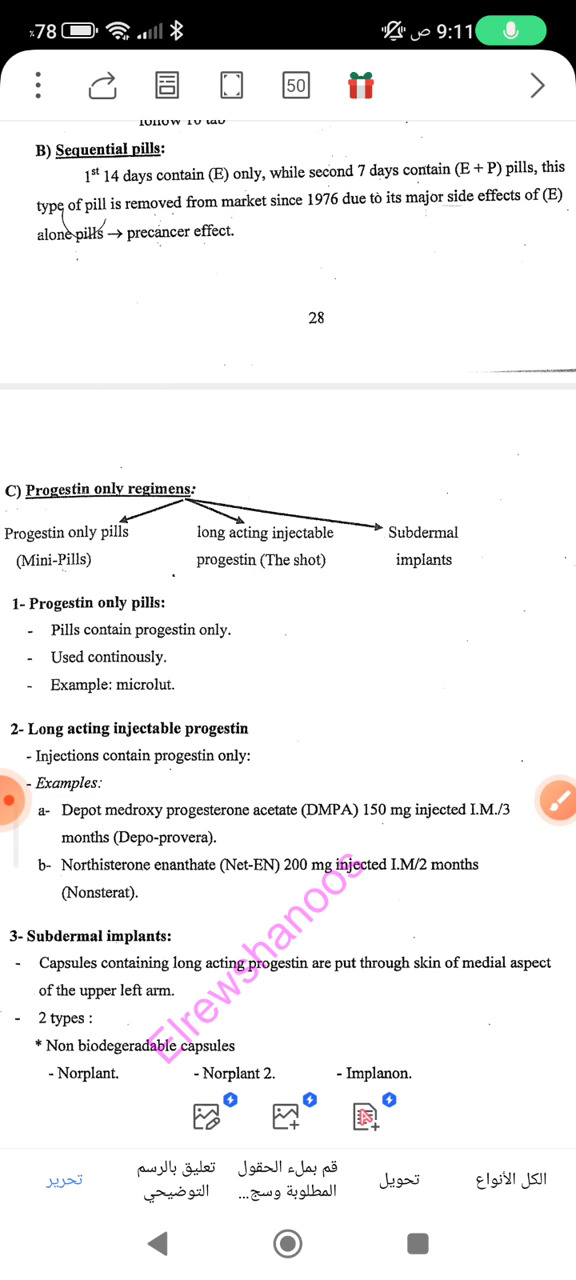 %78
9:11 ص
50
follow 10 tab
B) Sequential pills:
1st 14 days contain (E) only, while second 7 days contain (E + P) pills, this
type of pill is removed from market since 1976 due to its major side effects of (E)
alone pills → precancer effect.
28
C) Progestin only regimens:
Progestin only pills long acting injectable Subdermal
(Mini-Pills) progestin (The shot) implants
1- Progestin only pills:
- Pills contain progestin only.
- Used continously.
- Example: microlut.
2- Long acting injectable progestin
- Injections contain progestin only:
- Examples:
a- Depot medroxy progesterone acetate (DMPA) 150 mg injected I.M./3
months (Depo-provera).
b- Northisterone enanthate (Net-EN) 200 mg injected I.M/2 months
(Nonsterat).
3- Subdermal implants:
- Capsules containing long acting progestin are put through skin of medial aspect
of the upper left arm.
- 2 types :
* Non biodegeradable capsules
- Norplant. - Norplant 2. - Implanon.
Elrewshanoos
الكل الأنواع
تحويل
قم بملء الحقول
المطلوبة وسج...
تعليق بالرسم
التوضيحي
تحرير